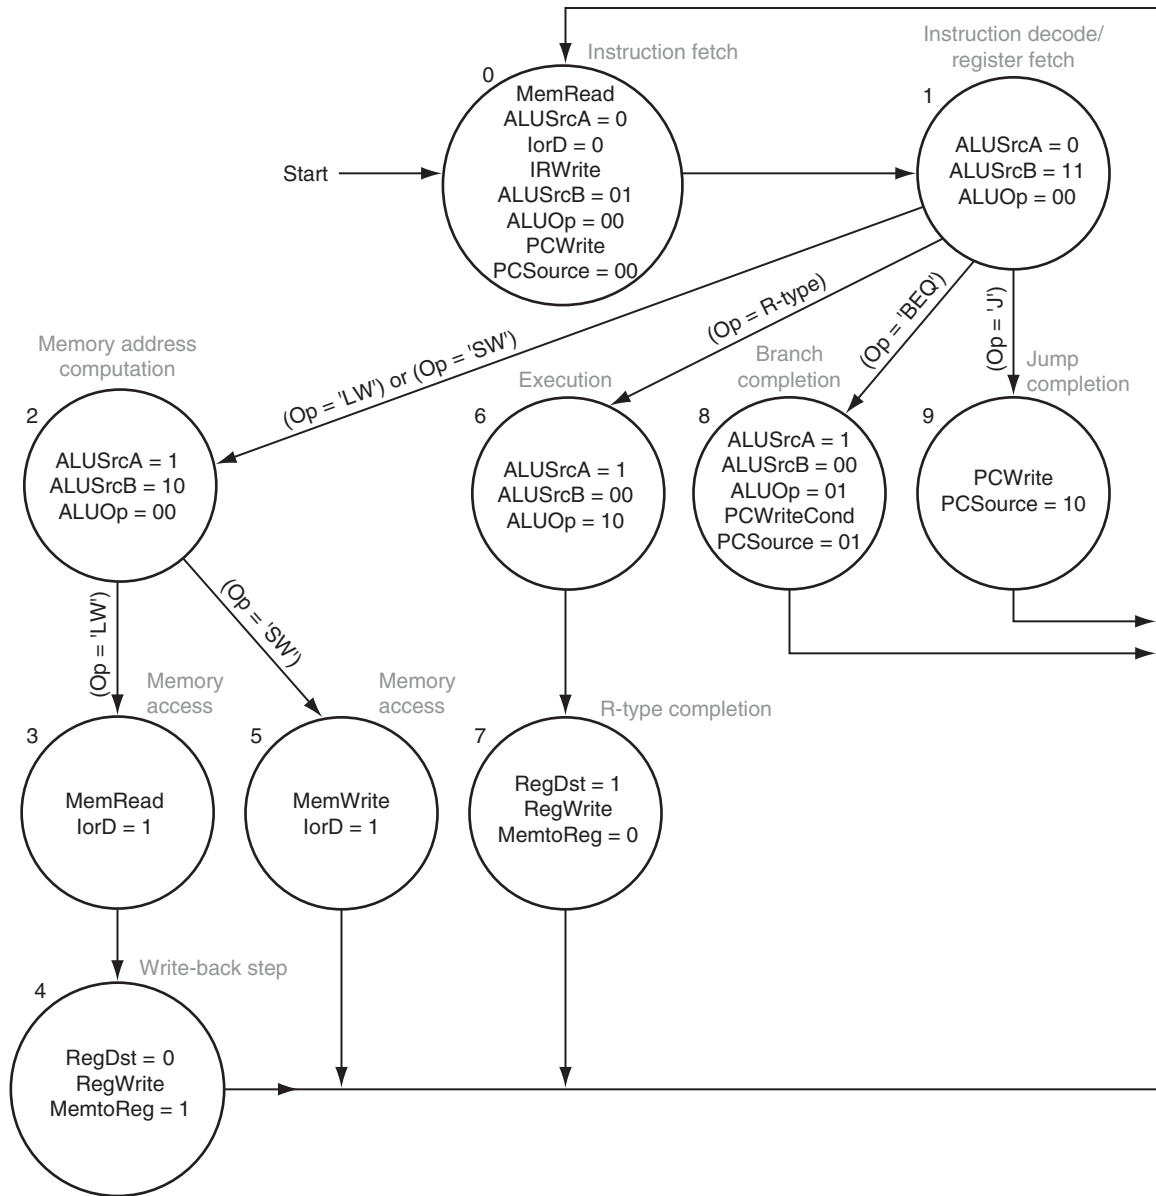 Instruction fetch
Instruction decode/
register fetch
0
MemRead
ALUSrcA = 0
IorD = 0
IRWrite
ALUSrcB = 01
ALUOp = 00
PCWrite
PCSource = 00
1
ALUSrcA = 0
ALUSrcB = 11
ALUOp = 00
Start
(Op = 'LW') or (Op = 'SW')
(Op = R-type)
(Op = 'BEQ')
(Op = 'J')
Memory address
computation
2
ALUSrcA = 1
ALUSrcB = 10
ALUOp = 00
Execution
6
ALUSrcA = 1
ALUSrcB = 00
ALUOp = 10
Branch
completion
8
ALUSrcA = 1
ALUSrcB = 00
ALUOp = 01
PCWriteCond
PCSource = 01
Jump
completion
9
PCWrite
PCSource = 10
(Op = 'LW')
(Op = 'SW')
Memory
access
3
MemRead
IorD = 1
Memory
access
5
MemWrite
IorD = 1
R-type completion
7
RegDst = 1
RegWrite
MemtoReg = 0
Write-back step
4
RegDst = 0
RegWrite
MemtoReg = 1